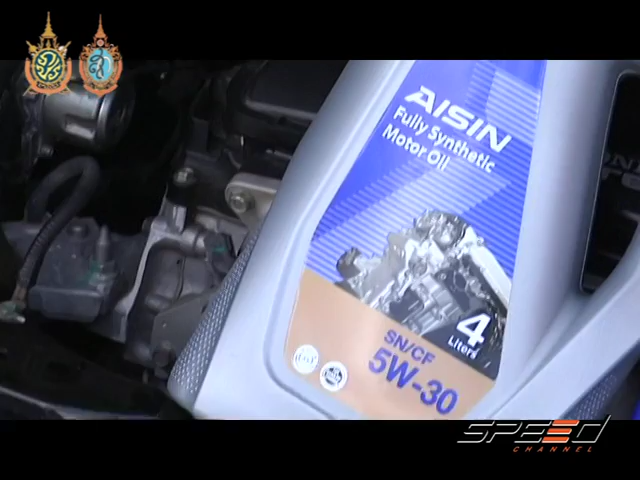 AISIN
Fully Synthetic
Motor Oil
4
Liters
SN/CF
5W-30
SPEED
CHANNEL